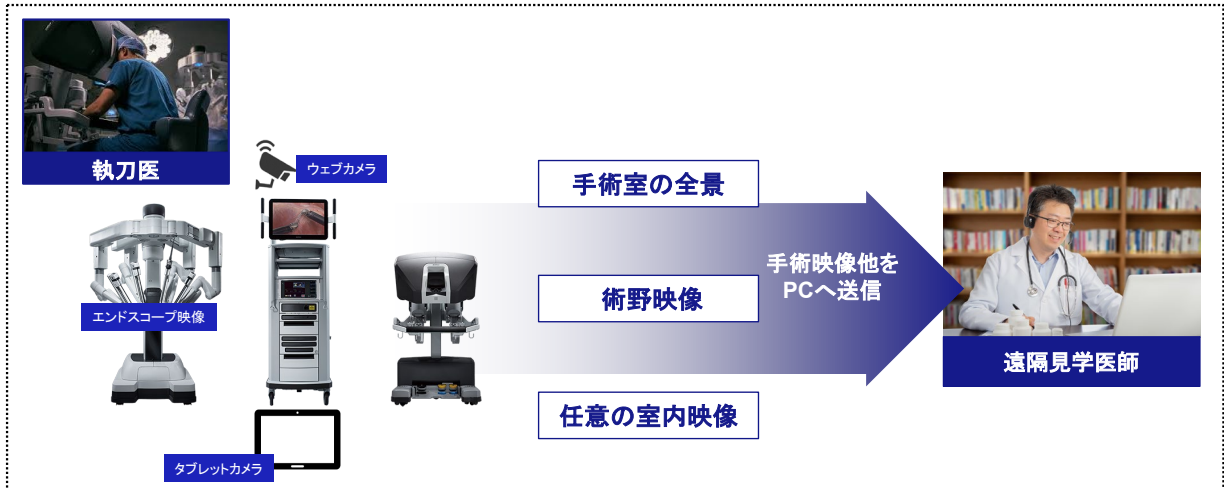 執刀医
ウェブカメラ
エンドスコープ映像
タブレットカメラ
手術室の全景
術野映像
任意の室内映像
手術映像他を
PCへ送信
遠隔見学医師